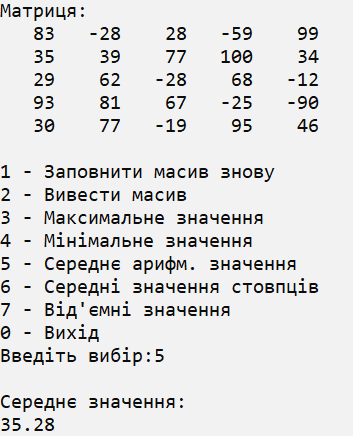 Матриця:
83 -28 28 -59 99
35 39 77 100 34
29 62 -28 68 -12
93 81 67 -25 -90
30 77 -19 95 46
1 - Заповнити масив знову
2 - Вивести масив
3 - Максимальне значення
4 - Мінімальне значення
5 - Середнє арифм. значення
6 - Середні значення стовпців
7 - Від'ємні значення
0 - Вихід
Введіть вибір:5
Середнє значення:
35.28